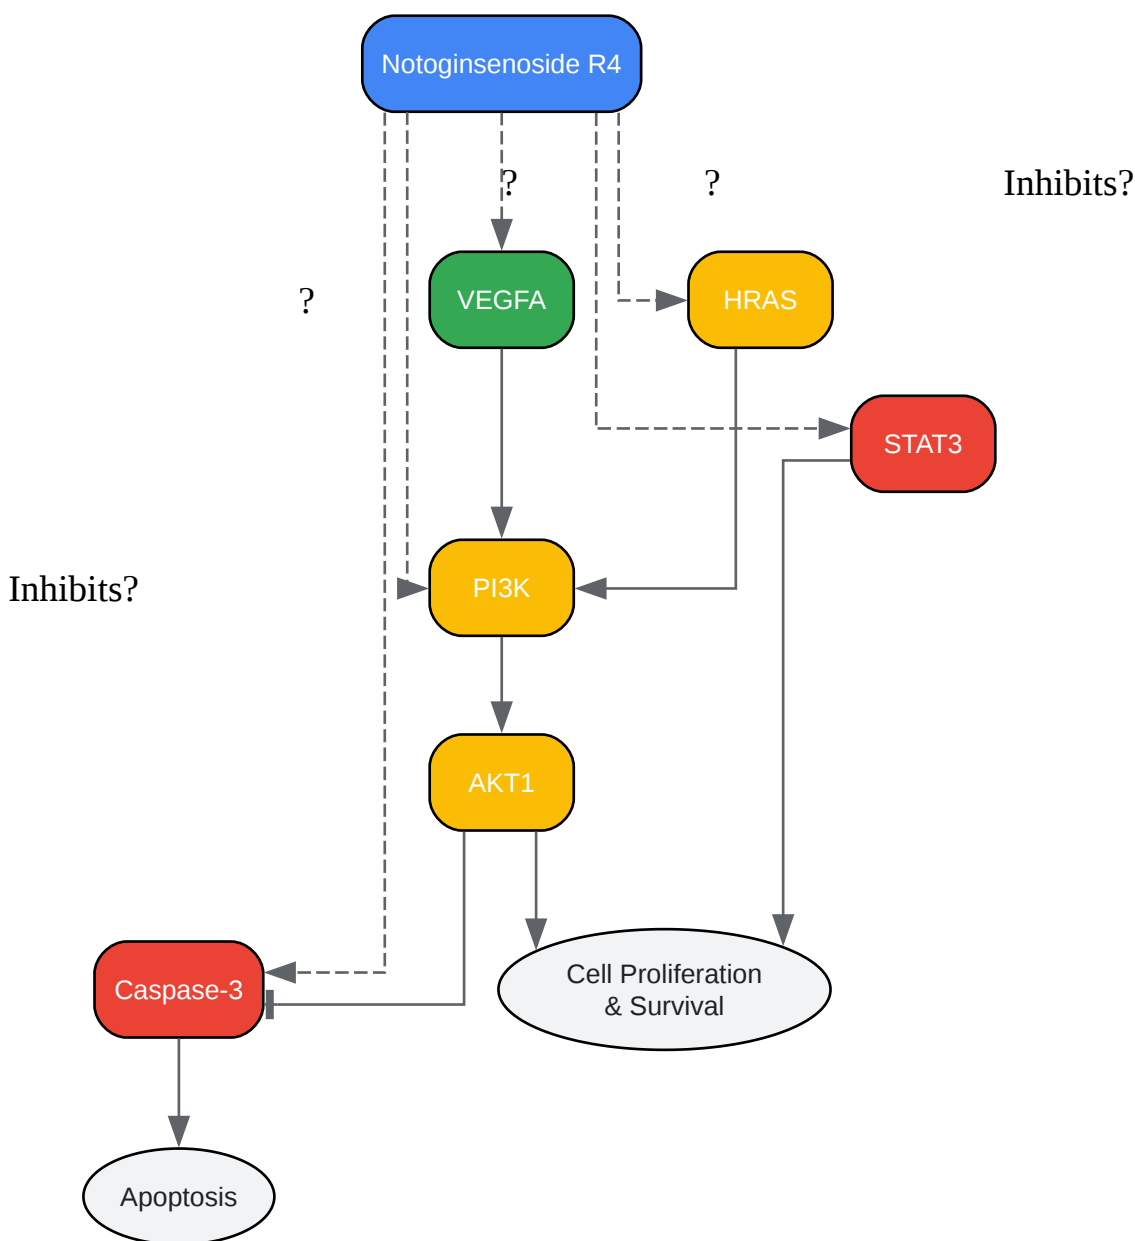 Notoginsenoside R4
?
?
Inhibits?
VEGFA
HRAS
?
STAT3
Inhibits?
PI3K
AKT1
Caspase-3
Cell Proliferation
& Survival
Apoptosis